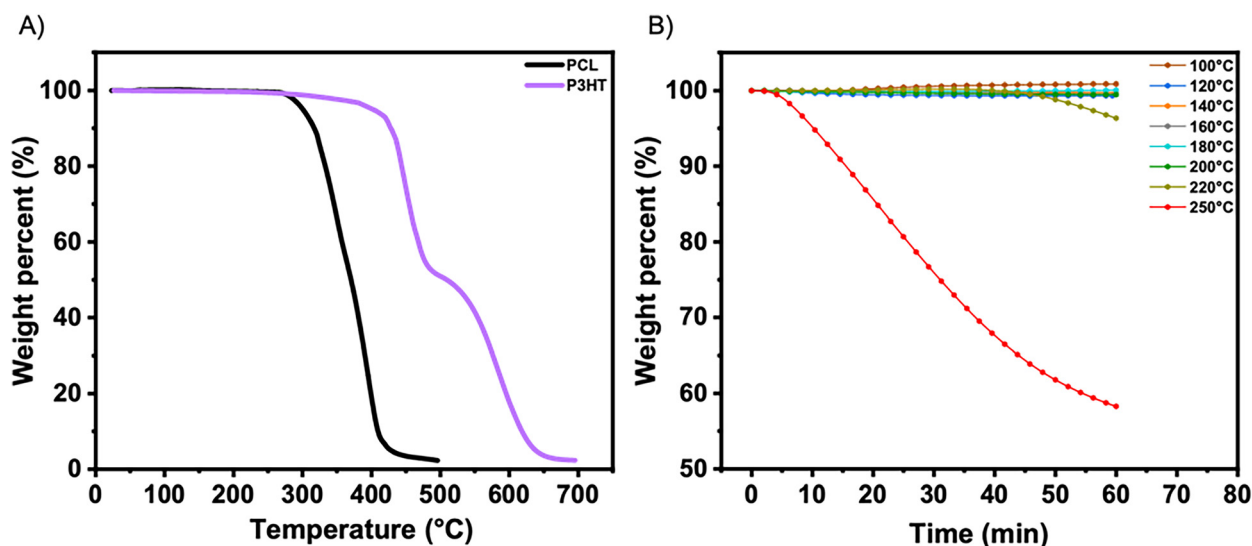 A)
PCL
P3HT
100
80
60
40
20
0
Weight percent (%)
0 100 200 300 400 500 600 700
Temperature (°C)
B)
100°C
120°C
140°C
160°C
180°C
200°C
220°C
250°C
100
90
80
70
60
50
Weight percent (%)
0 10 20 30 40 50 60 70 80
Time (min)